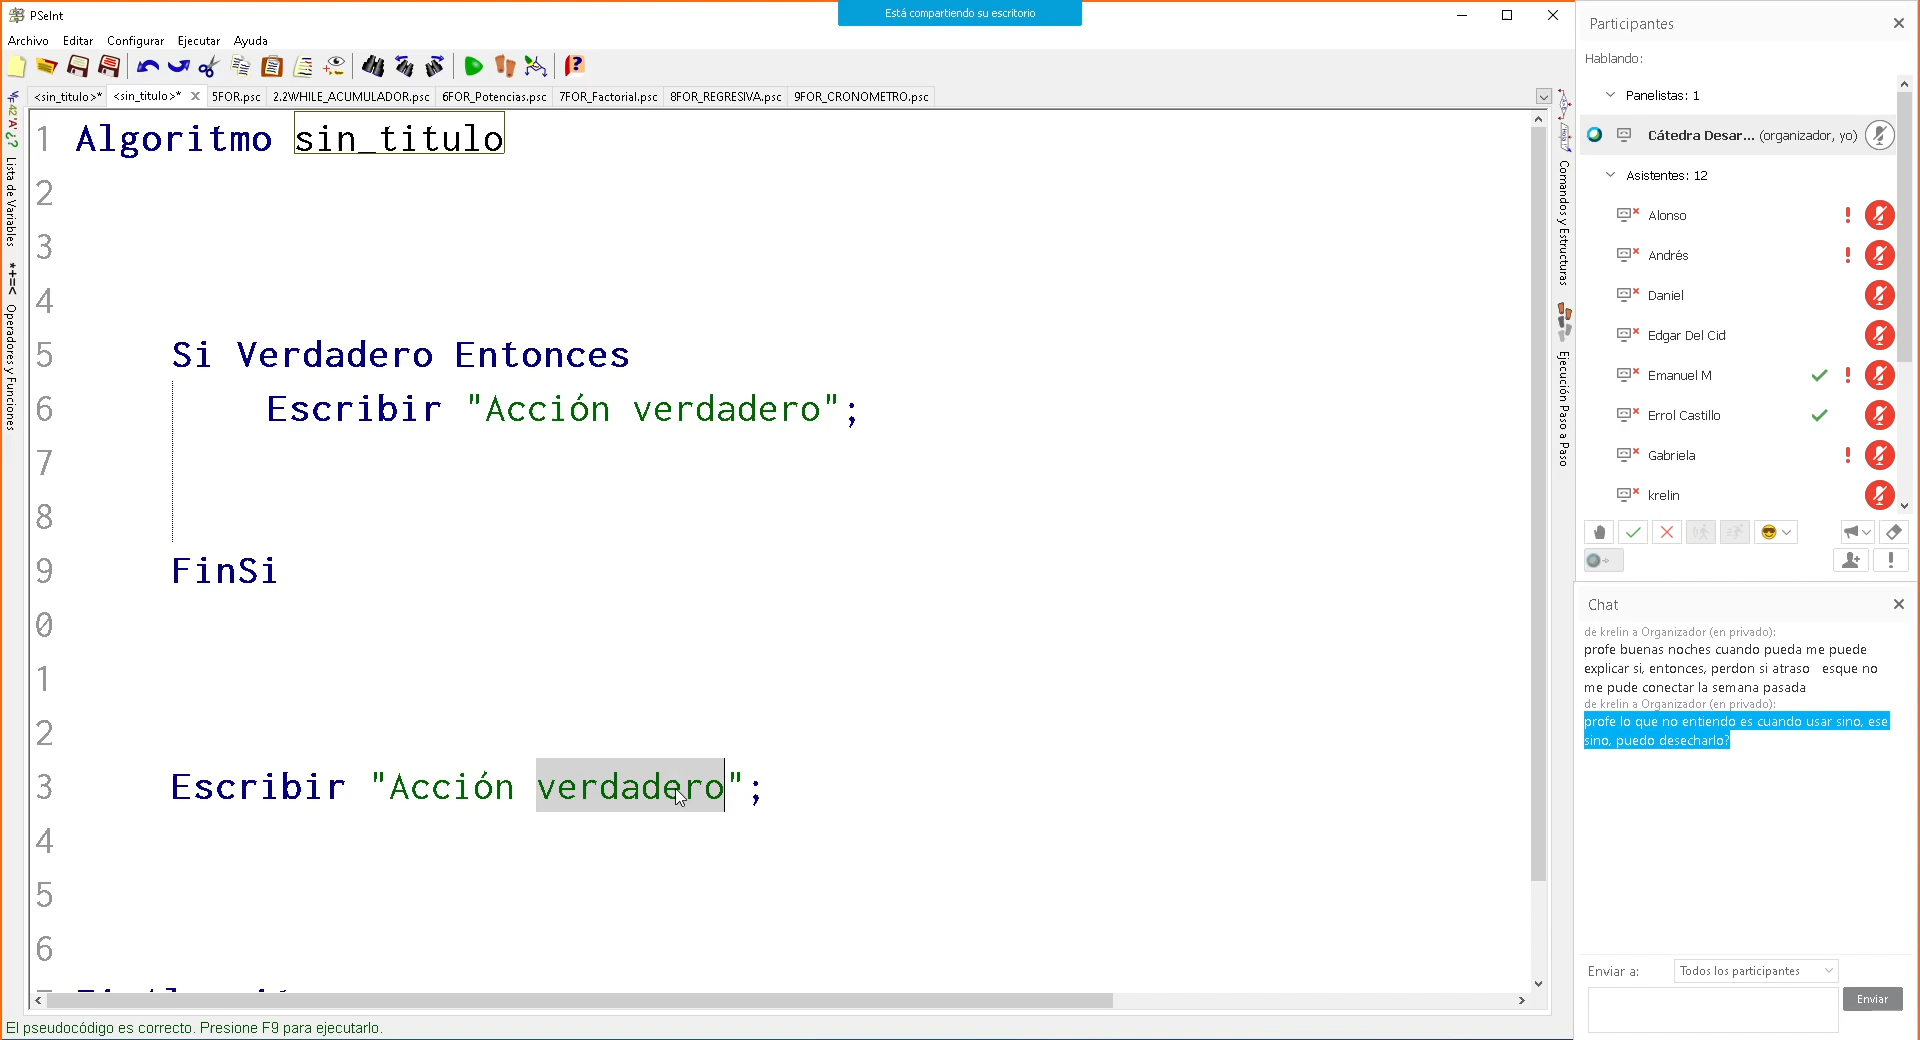 PSeInt
Está compartiendo su escritorio
Archivo Editar Configurar Ejecutar Ayuda
<sin_titulo>* <sin_titulo>* 5FOR.psc 2.2WHILE_ACUMULADOR.psc 6FOR_Potencias.psc 7FOR_Factorial.psc 8FOR_REGRESIVA.psc 9FOR_CRONOMETRO.psc
Lista de Variables
Operadores y Funciones
1 Algoritmo sin_titulo
2
3
4
5 Si Verdadero Entonces
6 Escribir "Acción verdadero";
7
8
9 FinSi
0
1
2
3 Escribir "Acción verdadero";
4
5
6
El pseudocódigo es correcto. Presione F9 para ejecutarlo.
Comandos y Estructuras
Ejecución Paso a Paso
Participantes
Hablando:
Panelistas: 1
Cátedra Desar... (organizador, yo)
Asistentes: 12
Alonso
Andrés
Daniel
Edgar Del Cid
Emanuel M
Errol Castillo
Gabriela
krelin
Chat
de krelin a Organizador (en privado):
profe buenas noches cuando pueda me puede
explicar si, entonces, perdon si atraso esque no
me pude conectar la semana pasada
de krelin a Organizador (en privado):
profe lo que no entiendo es cuando usar sino, ese
sino, puedo desecharlo?
Enviar a: Todos los participantes
Enviar